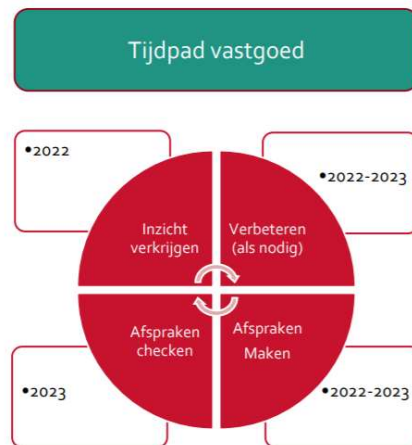 Tijdpad vastgoed
•2022
•2022-2023
Inzicht
verkrijgen
Verbeteren
(als nodig)
Afspraken
checken
Afspraken
Maken
•2023
•2022-2023